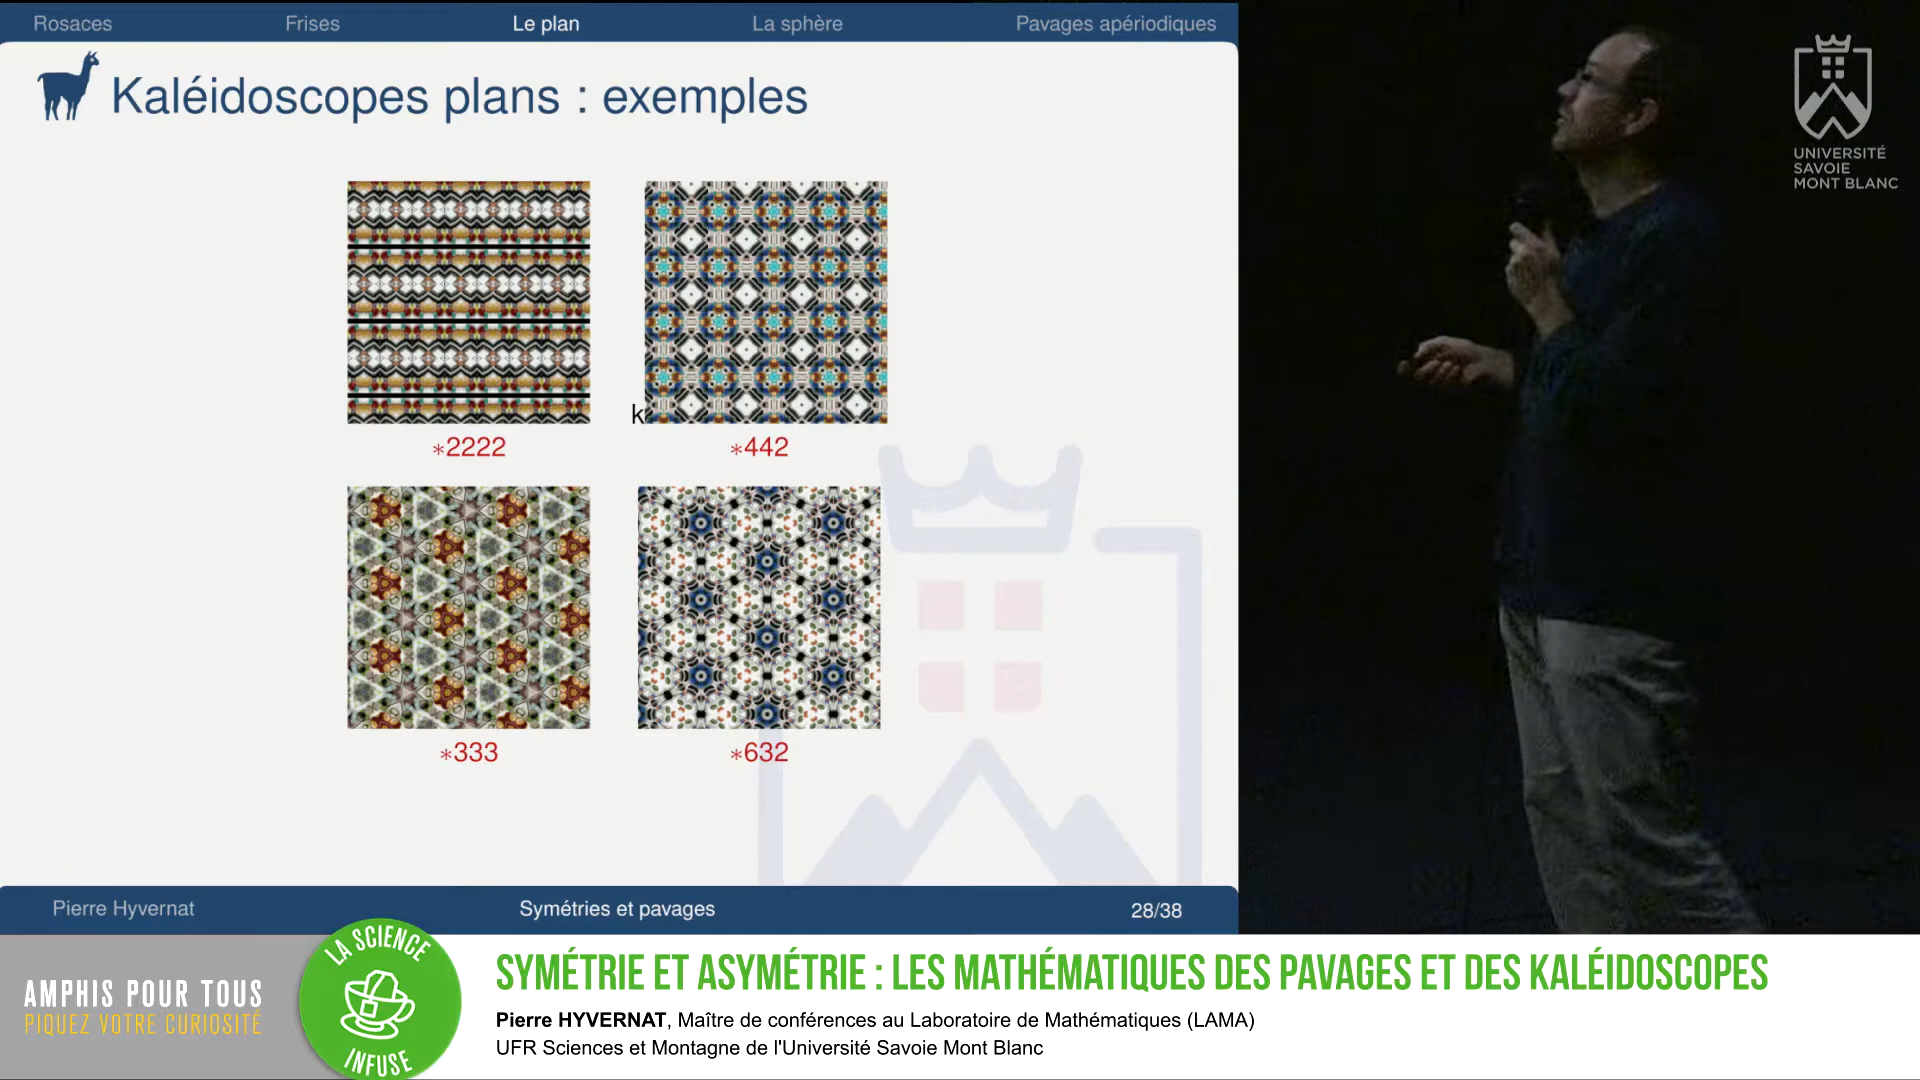 Rosaces Frises Le plan La sphère Pavages apériodiques
Kaléidoscopes plans : exemples
k
*2222 *442
*333 *632
Pierre Hyvernat Symétries et pavages 28/38
UNIVERSITÉ
SAVOIE
MONT BLANC
AMPHIS POUR TOUS
PIQUEZ VOTRE CURIOSITÉ
LA SCIENCE
INFUSE
SYMÉTRIE ET ASYMÉTRIE : LES MATHÉMATIQUES DES PAVAGES ET DES KALÉIDOSCOPES
Pierre HYVERNAT, Maître de conférences au Laboratoire de Mathématiques (LAMA)
UFR Sciences et Montagne de l'Université Savoie Mont Blanc